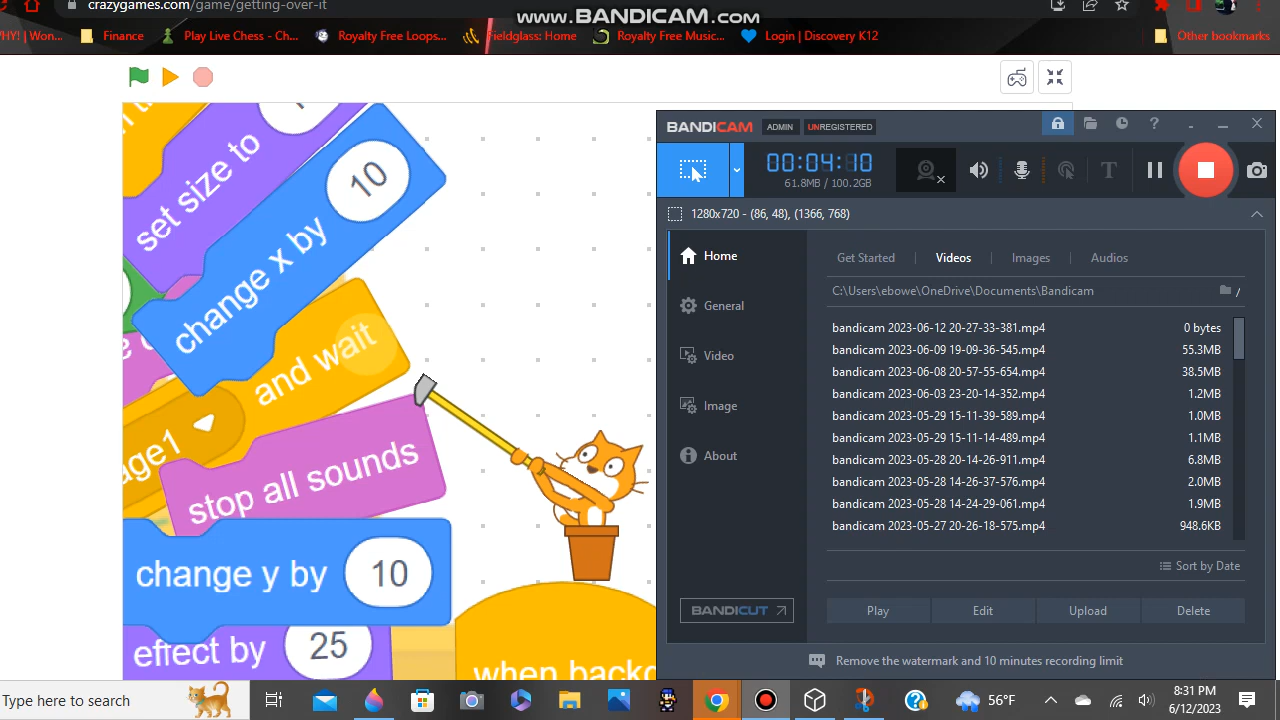 crazygames.com/game/getting-over-it
www.BANDICAM.com
WHY! | Won...
Finance
Play Live Chess - Ch...
Royalty Free Loops...
Fieldglass: Home
Royalty Free Music...
Login | Discovery K12
Other bookmarks
set size to
change x by 10
and wait
stop all sounds
change y by 10
effect by 25
BANDICAM ADMIN UNREGISTERED
00:04:10
61.8MB / 100.2GB
1280x720 - (86, 48), (1366, 768)
Home
General
Video
Image
About
BANDICUT
Get Started
Videos
Images
Audios
C:\Users\ebowe\OneDrive\Documents\Bandicam
bandicam 2023-06-12 20-27-33-381.mp4 0 bytes
bandicam 2023-06-09 19-09-36-545.mp4 55.3MB
bandicam 2023-06-08 20-57-55-654.mp4 38.5MB
bandicam 2023-06-03 23-20-14-352.mp4 1.2MB
bandicam 2023-05-29 15-11-39-589.mp4 1.0MB
bandicam 2023-05-29 15-11-14-489.mp4 1.1MB
bandicam 2023-05-28 20-14-26-911.mp4 6.8MB
bandicam 2023-05-28 14-26-37-576.mp4 2.0MB
bandicam 2023-05-28 14-24-29-061.mp4 1.9MB
bandicam 2023-05-27 20-26-18-575.mp4 948.6KB
Sort by Date
Play
Edit
Upload
Delete
Remove the watermark and 10 minutes recording limit
Type here to search
56°F
8:31 PM
6/12/2023